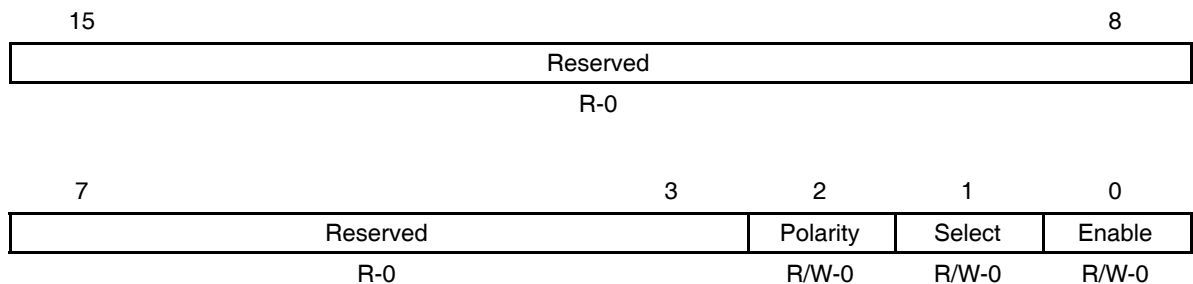 15 8
Reserved
R-0
7 3 2 1 0
Reserved Polarity Select Enable
R-0 R/W-0 R/W-0 R/W-0